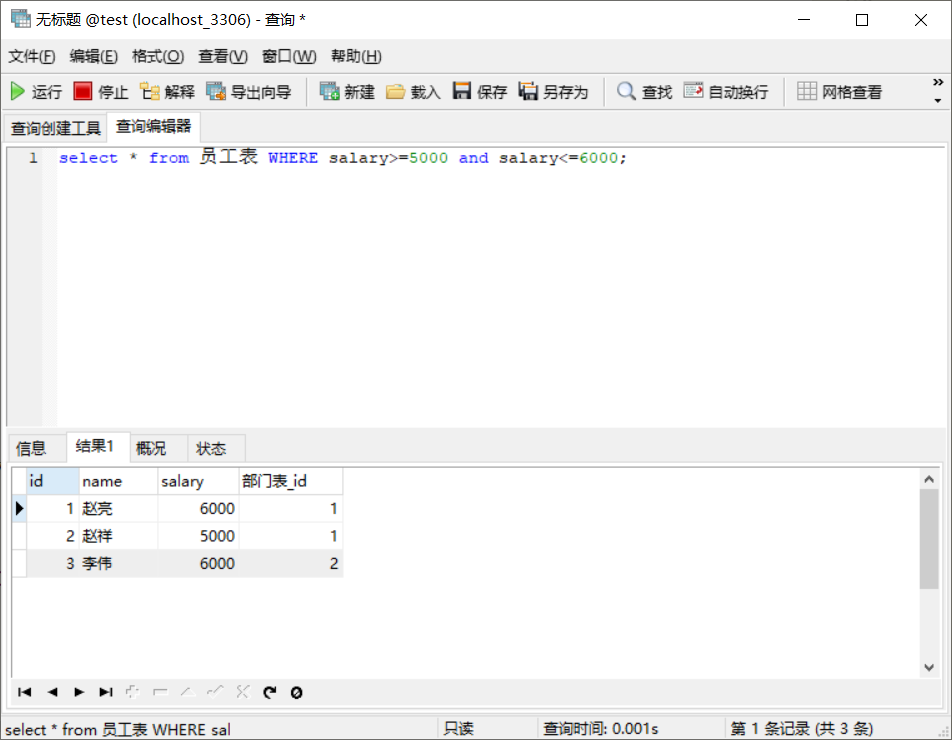 无标题 @test (localhost_3306) - 查询 *
文件(F) 编辑(E) 格式(O) 查看(V) 窗口(W) 帮助(H)
运行 停止 解释 导出向导 新建 载入 保存 另存为 查找 自动换行 网格查看 »
查询创建工具 查询编辑器
1 select * from 员工表 WHERE salary>=5000 and salary<=6000;
信息 结果1 概况 状态
id name salary 部门表_id
1 赵亮 6000 1
2 赵祥 5000 1
3 李伟 6000 2
select * from 员工表 WHERE sal 只读 查询时间: 0.001s 第 1 条记录 (共 3 条)